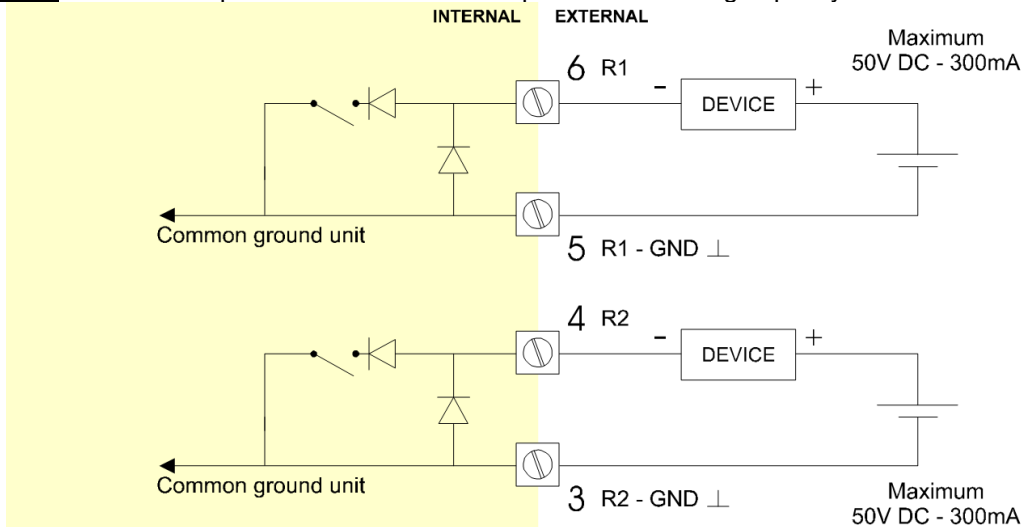 INTERNAL EXTERNAL
Maximum
50V DC - 300mA
6 R1
- DEVICE +
Common ground unit
5 R1 - GND ⊥
4 R2
- DEVICE +
Common ground unit
3 R2 - GND ⊥
Maximum
50V DC - 300mA